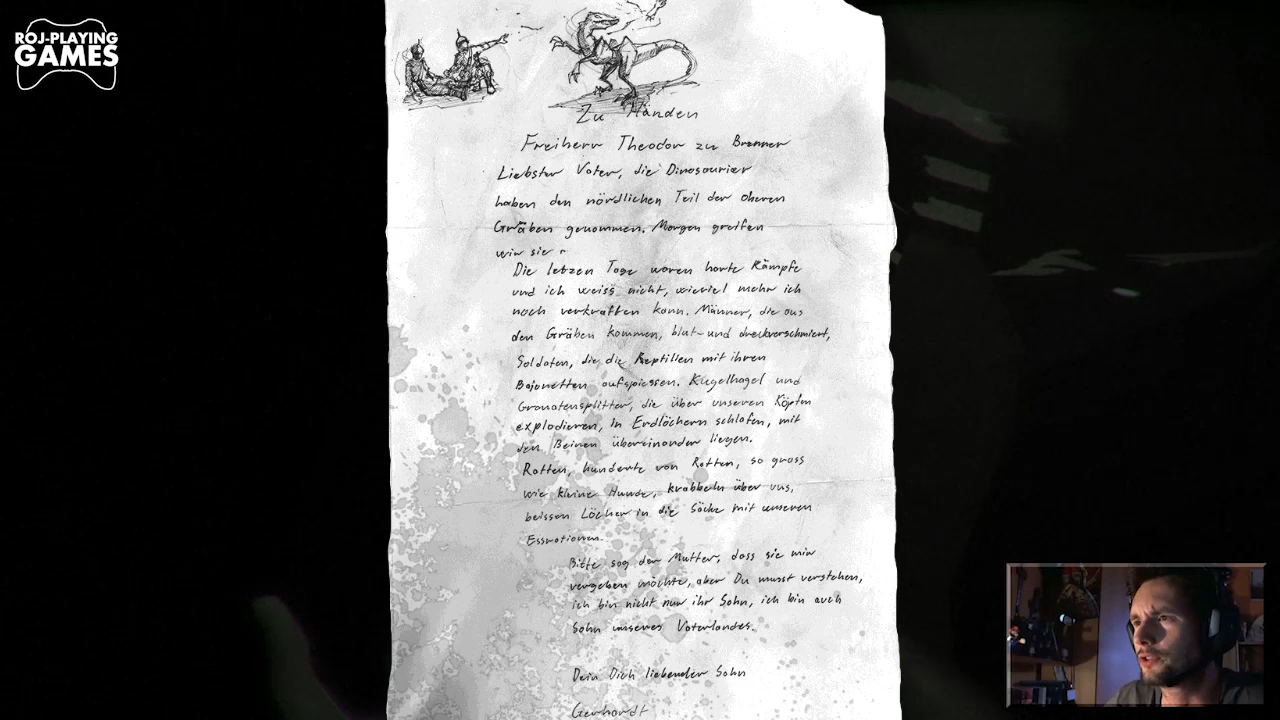 ROJ-PLAYING
GAMES
Zu Händen
Freiherr Theodor zu Brenner
Liebster Vater, die Dinosaurier
haben den nördlichen Teil der oberen
Gräben genommen. Morgen greifen
wir sie
Die letzen Tage waren harte Kämpfe
und ich weiss nicht, wieviel mehr ich
noch verkraften kann. Männer, die aus
den Gräben kommen, blut- und dreckverschmiert,
Soldaten, die die Reptilien mit ihren
Bajonetten aufspiessen. Kugelhagel und
Granatensplitter, die über unseren Köpfen
explodieren, In Erdlöchern schlafen, mit
den Beinen übereinander liegen.
Ratten, hunderte von Ratten, so gross
wie kleine Hunde, krabbeln über uns,
beissen Löcher in die Säcke mit unseren
Essrationen.
Bitte sag der Mutter, dass sie mir
vergeben möchte, aber Du musst verstehen,
ich bin nicht nur ihr Sohn, ich bin auch
Sohn unseres Vaterlandes.
Dein Dich liebender Sohn
Gerhardt